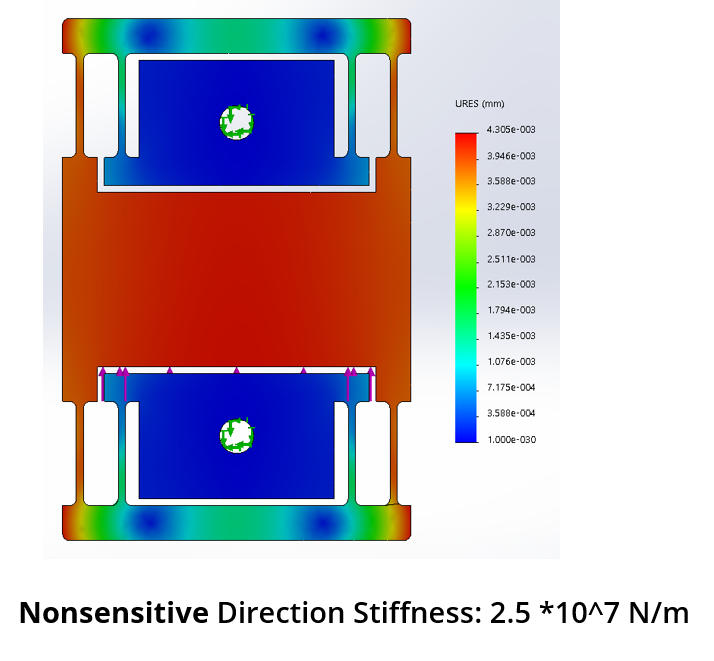 URES (mm)
4.305e-003
3.946e-003
3.588e-003
3.229e-003
2.870e-003
2.511e-003
2.153e-003
1.794e-003
1.435e-003
1.076e-003
7.175e-004
3.588e-004
1.000e-030
Nonsensitive Direction Stiffness: 2.5 *10^7 N/m